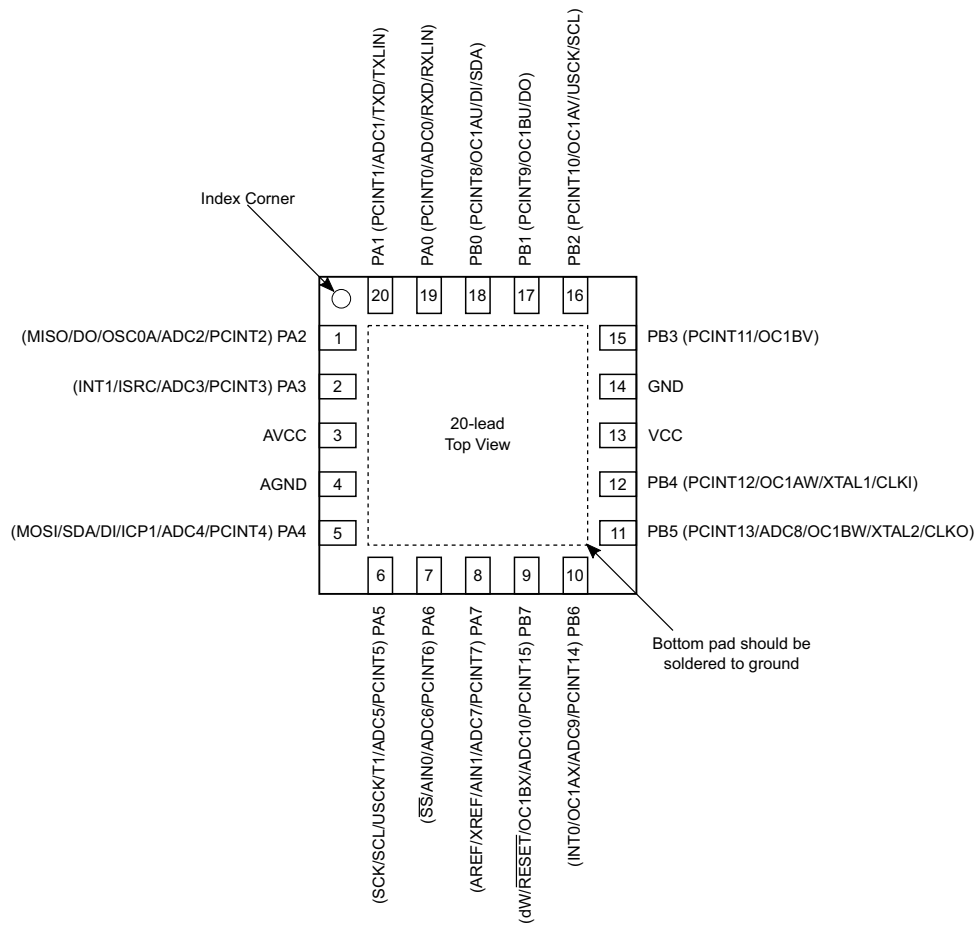 PA1 (PCINT1/ADC1/TXD/TXLIN)
PA0 (PCINT0/ADC0/RXD/RXLIN)
PB0 (PCINT8/OC1AU/DI/SDA)
PB1 (PCINT9/OC1BU/DO)
PB2 (PCINT10/OC1AV/USCK/SCL)
Index Corner
20
19
18
17
16
(MISO/DO/OSC0A/ADC2/PCINT2) PA2
1
15
PB3 (PCINT11/OC1BV)
(INT1/ISRC/ADC3/PCINT3) PA3
2
14
GND
AVCC
3
20-lead
Top View
13
VCC
AGND
4
12
PB4 (PCINT12/OC1AW/XTAL1/CLKI)
(MOSI/SDA/DI/ICP1/ADC4/PCINT4) PA4
5
11
PB5 (PCINT13/ADC8/OC1BW/XTAL2/CLKO)
6
7
8
9
10
(SCK/SCL/USCK/T1/ADC5/PCINT5) PA5
(SS/AIN0/ADC6/PCINT6) PA6
(AREF/XREF/AIN1/ADC7/PCINT7) PA7
(dW/RESET/OC1BX/ADC10/PCINT15) PB7
(INT0/OC1AX/ADC9/PCINT14) PB6
Bottom pad should be
soldered to ground